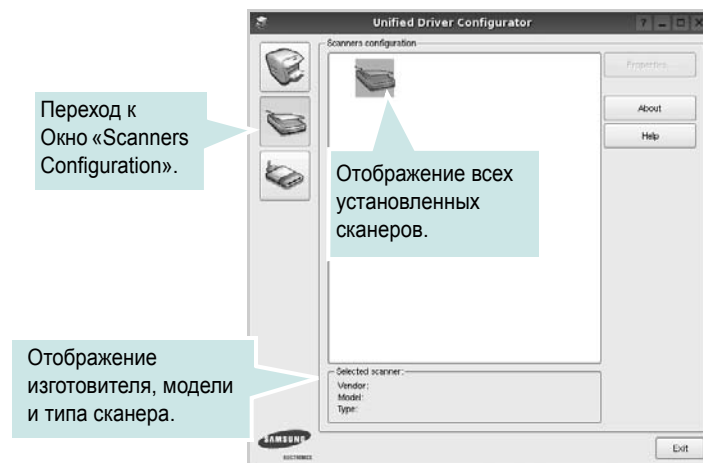 Unified Driver Configurator
Scanners configuration
Properties...
About
Help
Переход к
Окно «Scanners
Configuration».
Отображение всех
установленных
сканеров.
Отображение
изготовителя, модели
и типа сканера.
Selected scanner:
Vendor:
Model:
Type:
SAMSUNG
ELECTRONICS
Exit